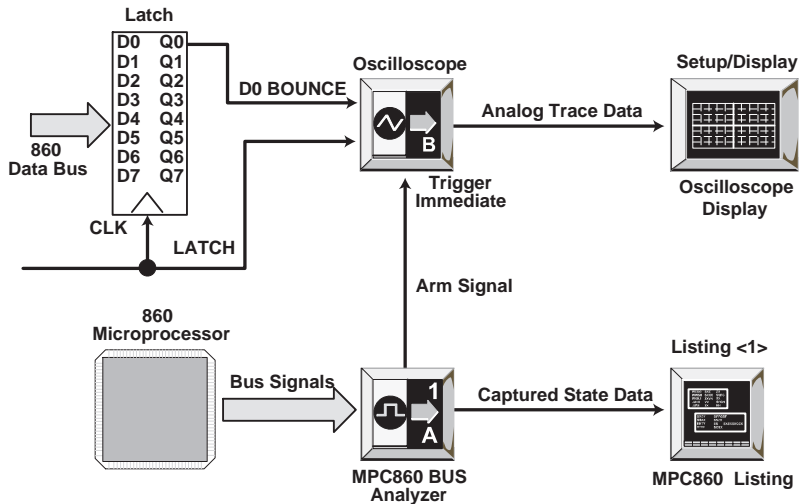 Latch
D0 Q0
D1 Q1
D2 Q2
D3 Q3
D4 Q4
D5 Q5
D6 Q6
D7 Q7
860
Data Bus
CLK
LATCH
D0 BOUNCE
Oscilloscope
B
Trigger
Immediate
Analog Trace Data
Setup/Display
Oscilloscope
Display
Arm Signal
860
Microprocessor
Bus Signals
1
A
MPC860 BUS
Analyzer
Captured State Data
Listing <1>
MPC860 Listing